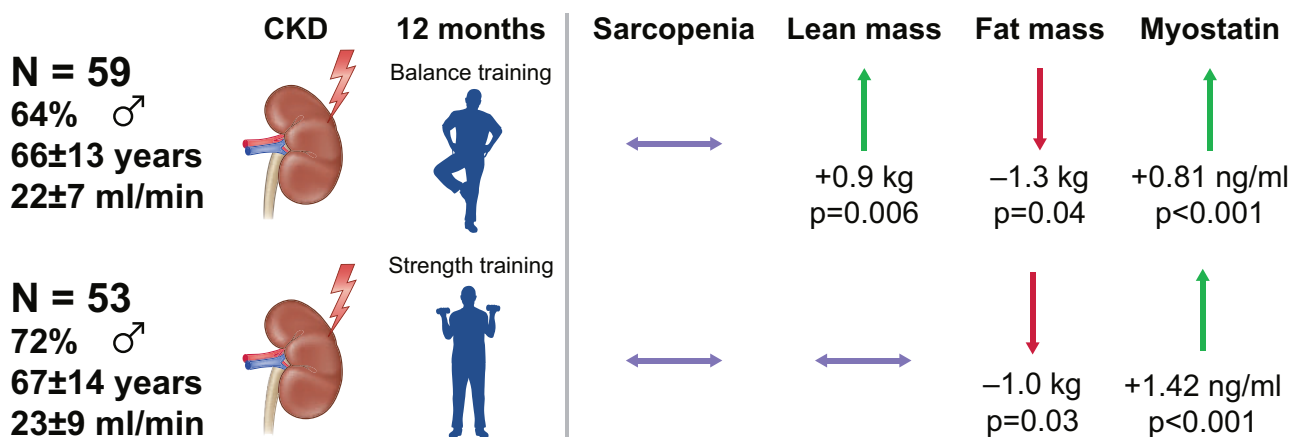 CKD 12 months Sarcopenia Lean mass Fat mass Myostatin
N = 59
64% ♂
66±13 years
22±7 ml/min
Balance training
+0.9 kg
p=0.006
–1.3 kg
p=0.04
+0.81 ng/ml
p<0.001
N = 53
72% ♂
67±14 years
23±9 ml/min
Strength training
–1.0 kg
p=0.03
+1.42 ng/ml
p<0.001